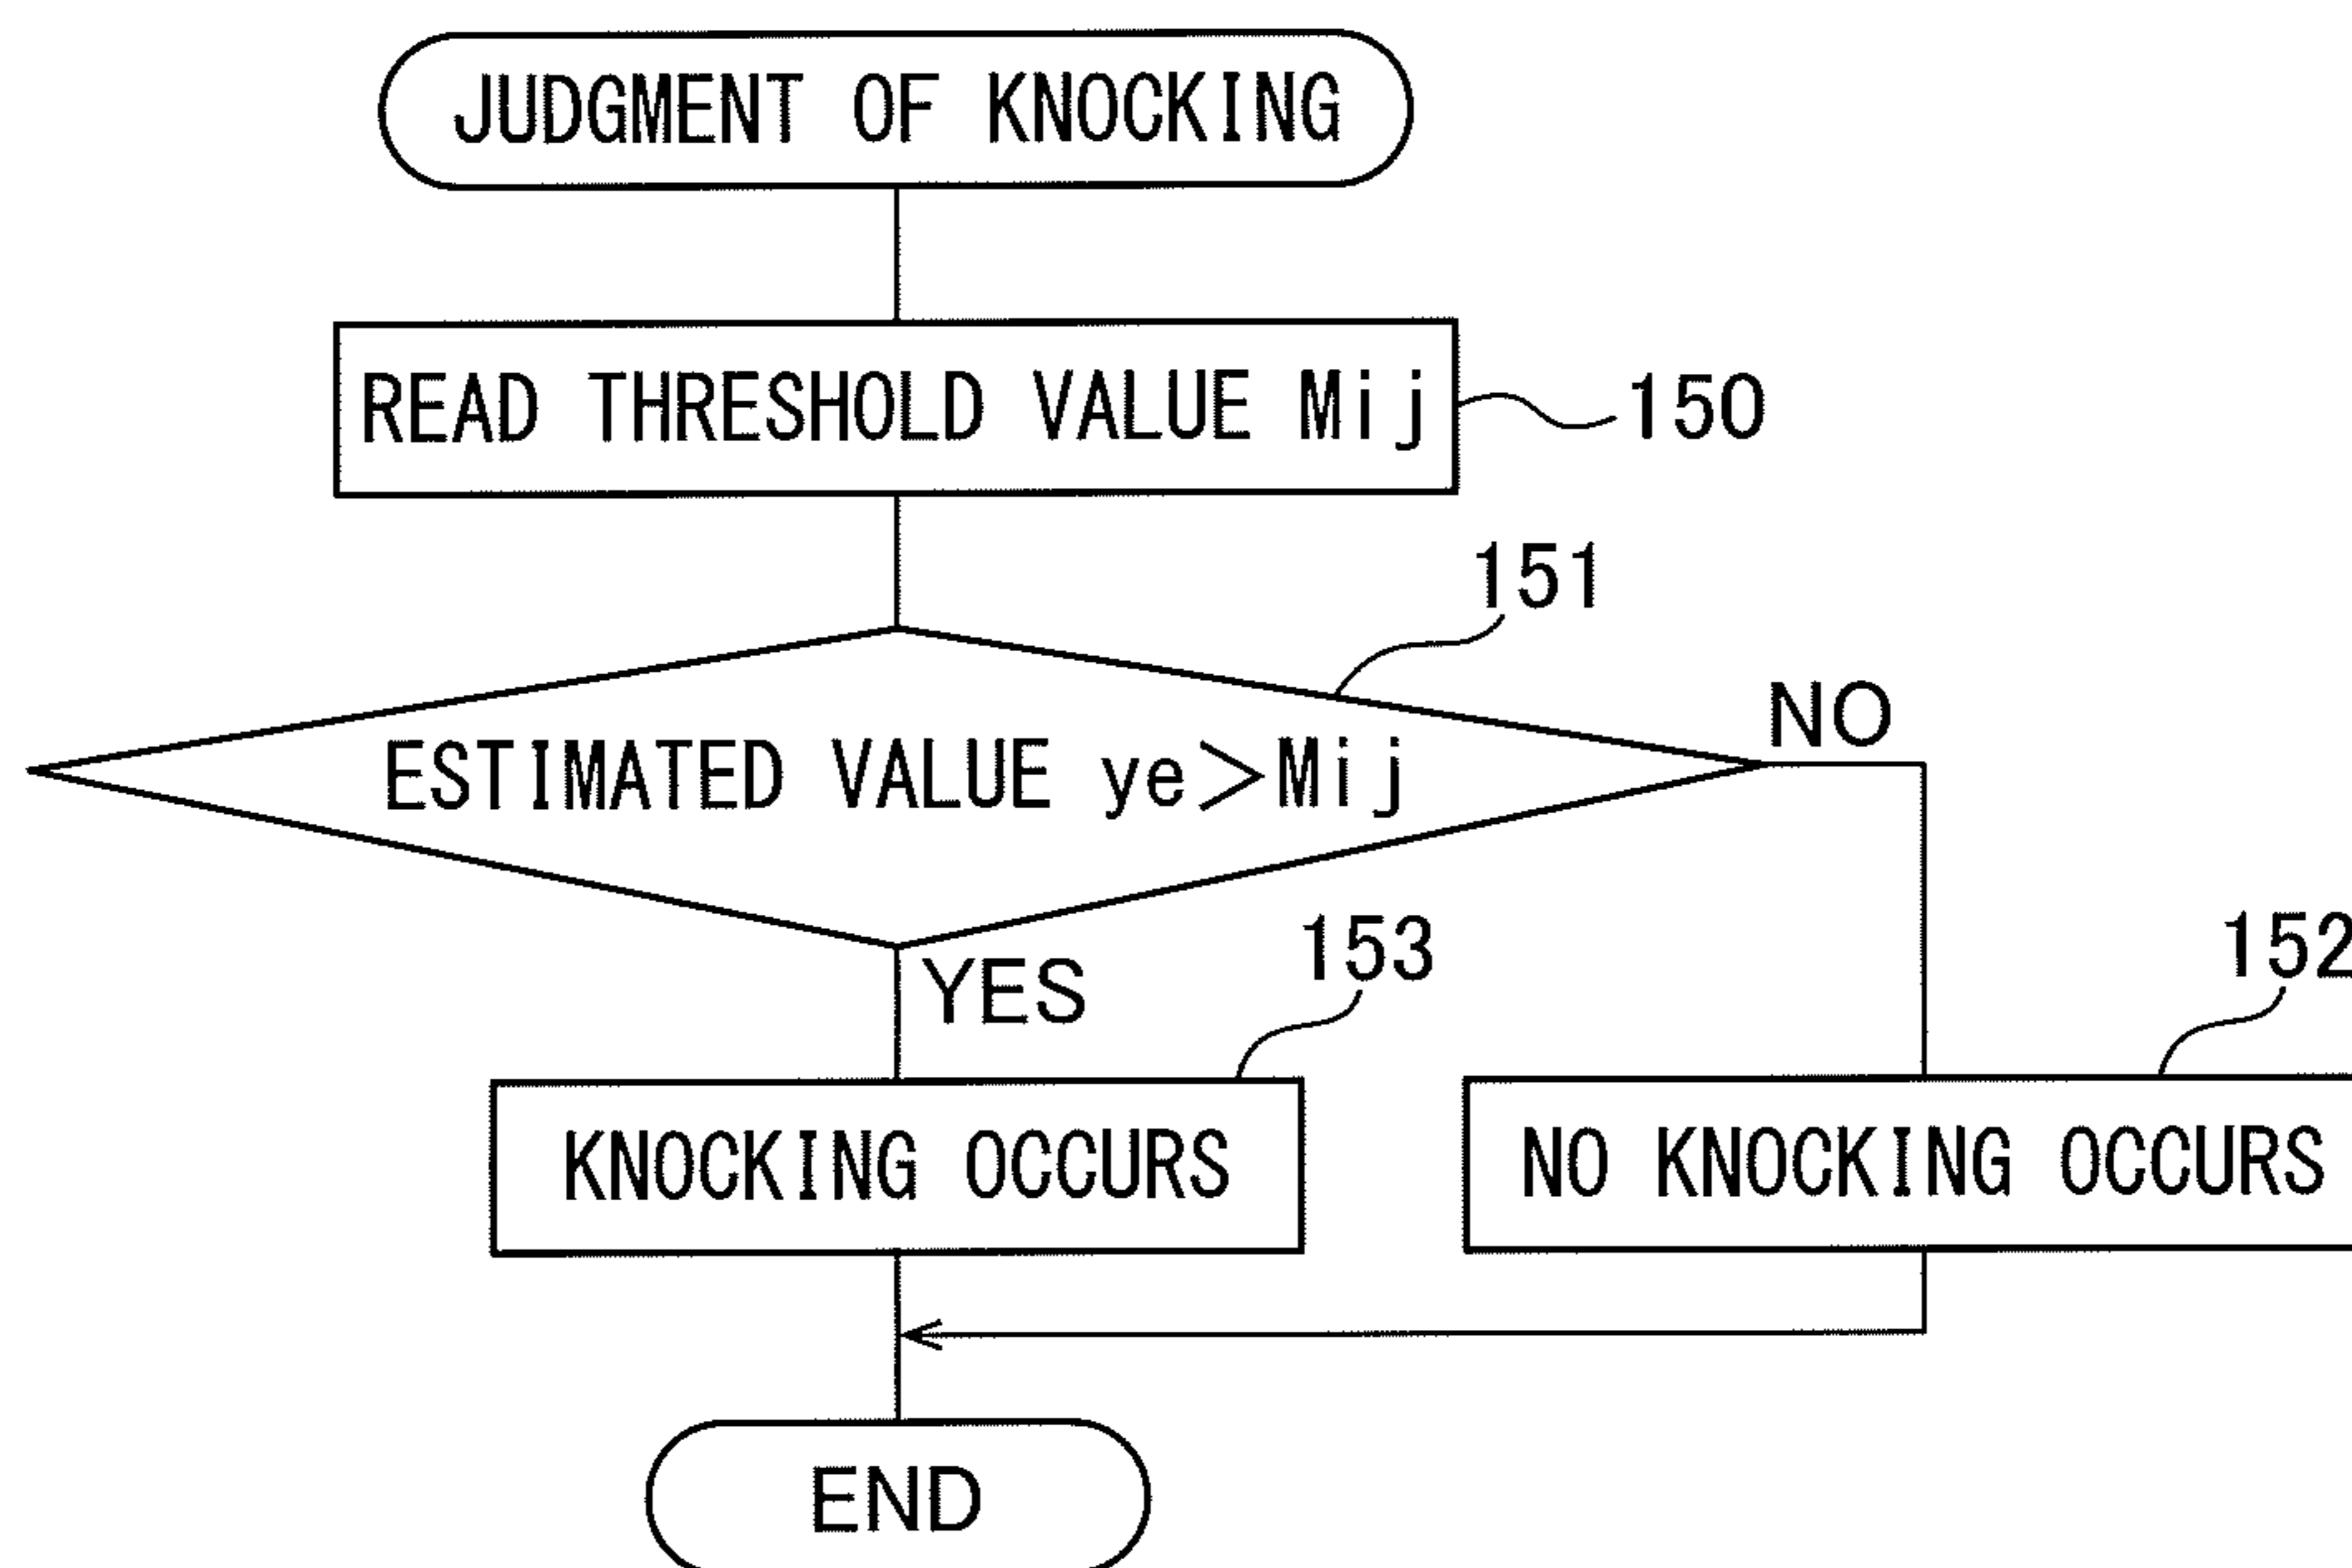 JUDGMENT OF KNOCKING
READ THRESHOLD VALUE Mij
150
151
ESTIMATED VALUE ye>Mij
NO
YES
153
152
KNOCKING OCCURS
NO KNOCKING OCCURS
END